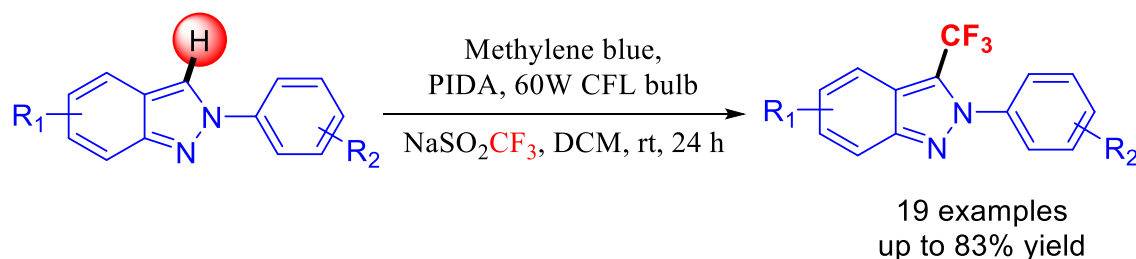 H
R1
N
N
R2
Methylene blue,
PIDA, 60W CFL bulb
NaSO2CF3, DCM, rt, 24 h
CF3
R1
N
N
R2
19 examples
up to 83% yield